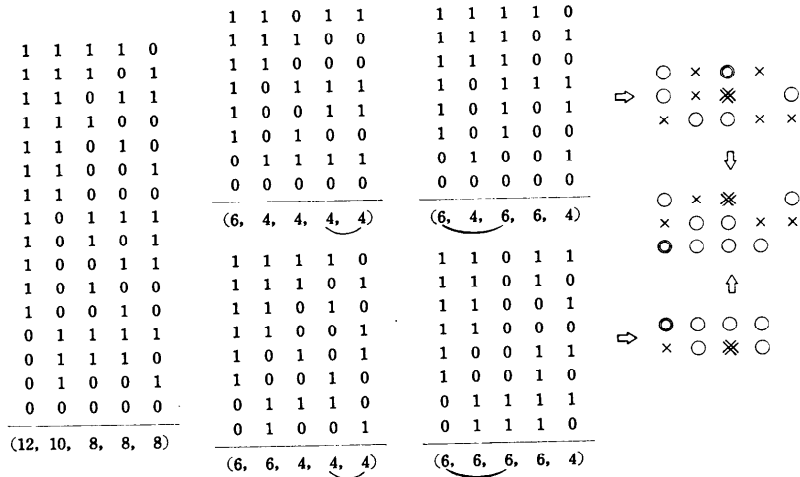 1 1 1 1 0
1 1 1 0 1
1 1 0 1 1
1 1 1 0 0
1 1 0 1 0
1 1 0 0 1
1 1 0 0 0
1 0 1 1 1
1 0 1 0 1
1 0 0 1 1
1 0 1 0 0
1 0 0 1 0
0 1 1 1 1
0 1 1 1 0
0 1 0 0 1
0 0 0 0 0
(12, 10, 8, 8, 8)
1 1 0 1 1
1 1 1 0 0
1 1 0 0 0
1 0 1 1 1
1 0 0 1 1
1 0 1 0 0
0 1 1 1 1
0 0 0 0 0
(6, 4, 4, 4, 4)
1 1 1 1 0
1 1 1 0 1
1 1 1 0 0
1 0 1 1 1
1 0 1 0 1
1 0 1 0 0
0 1 0 0 1
0 0 0 0 0
(6, 4, 6, 6, 4)
1 1 1 1 0
1 1 1 0 1
1 1 0 1 0
1 1 0 0 1
1 0 1 0 1
1 0 0 1 0
0 1 1 1 0
0 1 0 0 1
(6, 6, 4, 4, 4)
1 1 0 1 1
1 1 0 1 0
1 1 0 0 1
1 1 0 0 0
1 0 0 1 1
1 0 0 1 0
0 1 1 1 1
0 1 1 1 0
(6, 6, 6, 6, 4)
⇨
○ × ○ ×
○ × × ○
× ○ ○ × ×
⇩
○ × × ○
× ○ ○ × ×
○ ○ ○ ○
⇧
⇨
○ ○ ○ ○
× ○ × ○